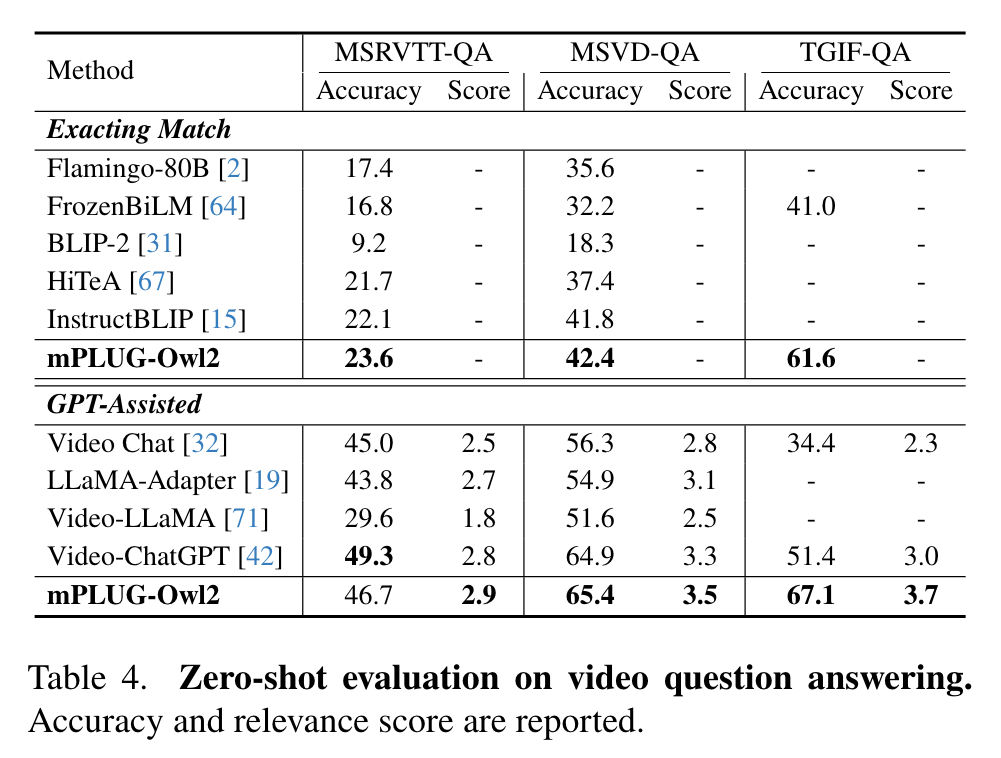 Method MSRVTT-QA MSVD-QA TGIF-QA
Accuracy Score Accuracy Score Accuracy Score
Exacting Match
Flamingo-80B [2] 17.4 - 35.6 - - -
FrozenBiLM [64] 16.8 - 32.2 - 41.0 -
BLIP-2 [31] 9.2 - 18.3 - - -
HiTeA [67] 21.7 - 37.4 - - -
InstructBLIP [15] 22.1 - 41.8 - - -
mPLUG-Owl2 23.6 - 42.4 - 61.6 -
GPT-Assisted
Video Chat [32] 45.0 2.5 56.3 2.8 34.4 2.3
LLaMA-Adapter [19] 43.8 2.7 54.9 3.1 - -
Video-LLaMA [71] 29.6 1.8 51.6 2.5 - -
Video-ChatGPT [42] 49.3 2.8 64.9 3.3 51.4 3.0
mPLUG-Owl2 46.7 2.9 65.4 3.5 67.1 3.7
Table 4. Zero-shot evaluation on video question answering.
Accuracy and relevance score are reported.